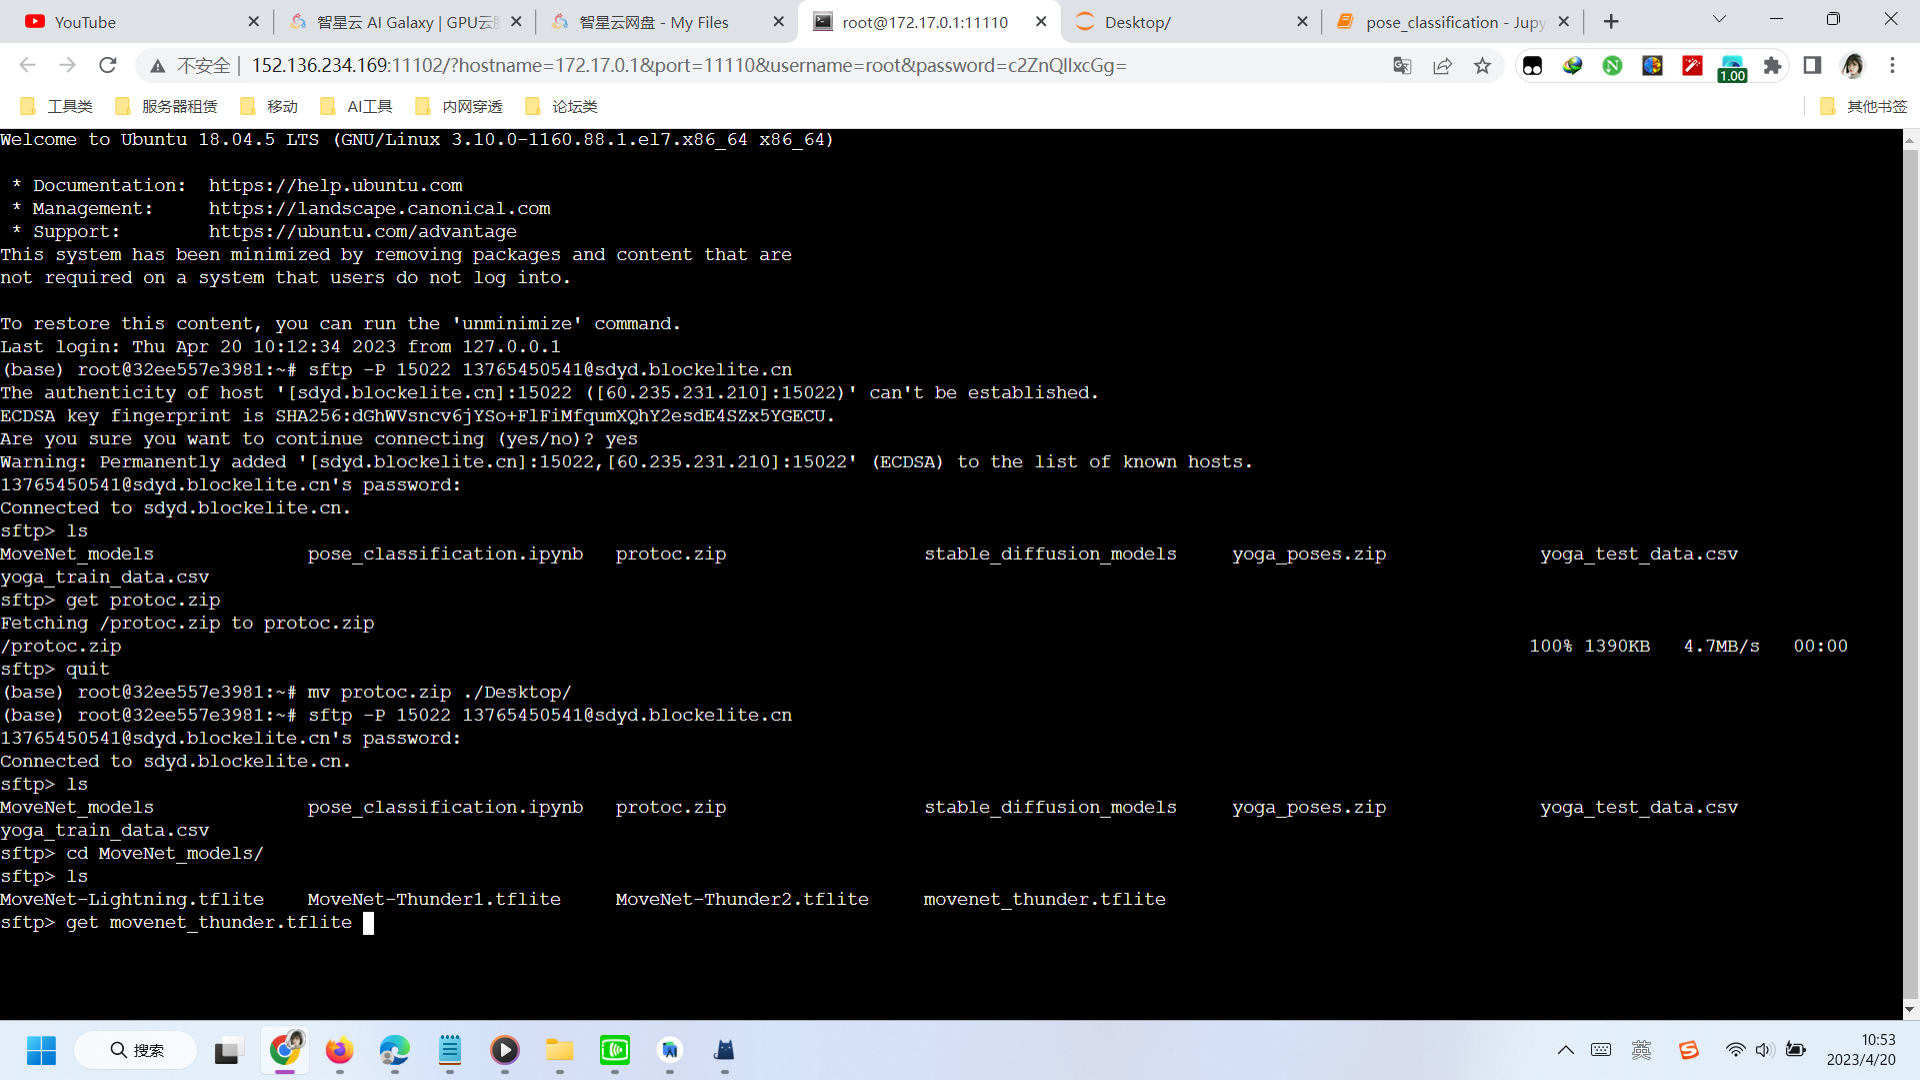 YouTube
智星云 AI Galaxy | GPU云
智星云网盘 - My Files
root@172.17.0.1:11110
Desktop/
pose_classification - Jupy
不安全 | 152.136.234.169:11102/?hostname=172.17.0.1&port=11110&username=root&password=c2ZnQllxcGg=
1.00
工具类 服务器租赁 移动 AI工具 内网穿透 论坛类 其他书签
Welcome to Ubuntu 18.04.5 LTS (GNU/Linux 3.10.0-1160.88.1.el7.x86_64 x86_64)
* Documentation:  https://help.ubuntu.com
* Management:     https://landscape.canonical.com
* Support:        https://ubuntu.com/advantage
This system has been minimized by removing packages and content that are
not required on a system that users do not log into.
To restore this content, you can run the 'unminimize' command.
Last login: Thu Apr 20 10:12:34 2023 from 127.0.0.1
(base) root@32ee557e3981:~# sftp -P 15022 13765450541@sdyd.blockelite.cn
The authenticity of host '[sdyd.blockelite.cn]:15022 ([60.235.231.210]:15022)' can't be established.
ECDSA key fingerprint is SHA256:dGhWVsncv6jYSo+FlFiMfqumXQhY2esdE4SZx5YGECU.
Are you sure you want to continue connecting (yes/no)? yes
Warning: Permanently added '[sdyd.blockelite.cn]:15022,[60.235.231.210]:15022' (ECDSA) to the list of known hosts.
13765450541@sdyd.blockelite.cn's password:
Connected to sdyd.blockelite.cn.
sftp> ls
MoveNet_models pose_classification.ipynb protoc.zip stable_diffusion_models yoga_poses.zip yoga_test_data.csv
yoga_train_data.csv
sftp> get protoc.zip
Fetching /protoc.zip to protoc.zip
/protoc.zip 100% 1390KB 4.7MB/s 00:00
sftp> quit
(base) root@32ee557e3981:~# mv protoc.zip ./Desktop/
(base) root@32ee557e3981:~# sftp -P 15022 13765450541@sdyd.blockelite.cn
13765450541@sdyd.blockelite.cn's password:
Connected to sdyd.blockelite.cn.
sftp> ls
MoveNet_models pose_classification.ipynb protoc.zip stable_diffusion_models yoga_poses.zip yoga_test_data.csv
yoga_train_data.csv
sftp> cd MoveNet_models/
sftp> ls
MoveNet-Lightning.tflite MoveNet-Thunder1.tflite MoveNet-Thunder2.tflite movenet_thunder.tflite
sftp> get movenet_thunder.tflite
搜索
英
10:53
2023/4/20